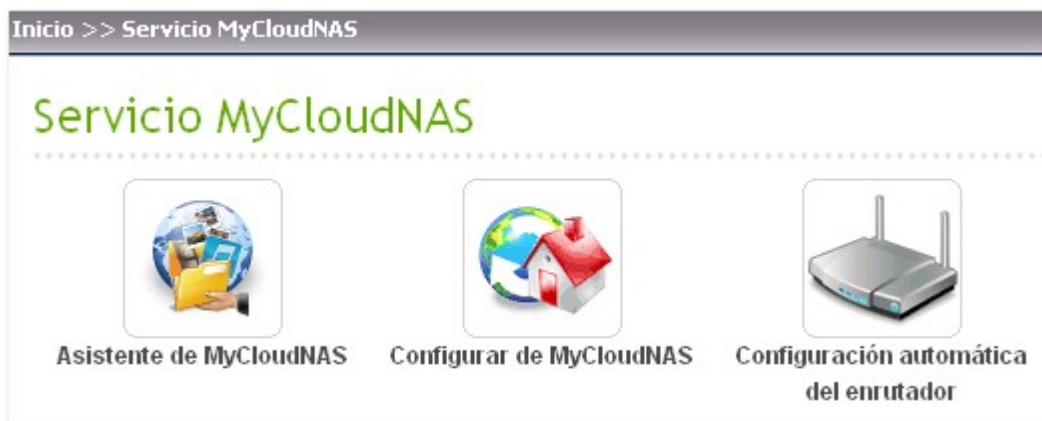 Inicio >> Servicio MyCloudNAS
Servicio MyCloudNAS
Asistente de MyCloudNAS
Configurar de MyCloudNAS
Configuración automática
del enrutador